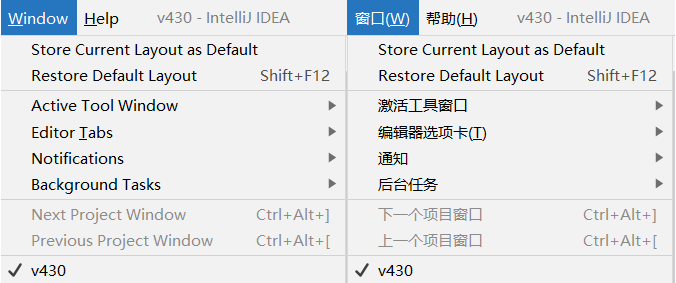 Window Help v430 - IntelliJ IDEA
Store Current Layout as Default
Restore Default Layout Shift+F12
Active Tool Window
Editor Tabs
Notifications
Background Tasks
Next Project Window Ctrl+Alt+]
Previous Project Window Ctrl+Alt+[
v430
窗口(W) 帮助(H) v430 - IntelliJ IDEA
Store Current Layout as Default
Restore Default Layout Shift+F12
激活工具窗口
编辑器选项卡(T)
通知
后台任务
下一个项目窗口 Ctrl+Alt+]
上一个项目窗口 Ctrl+Alt+[
v430